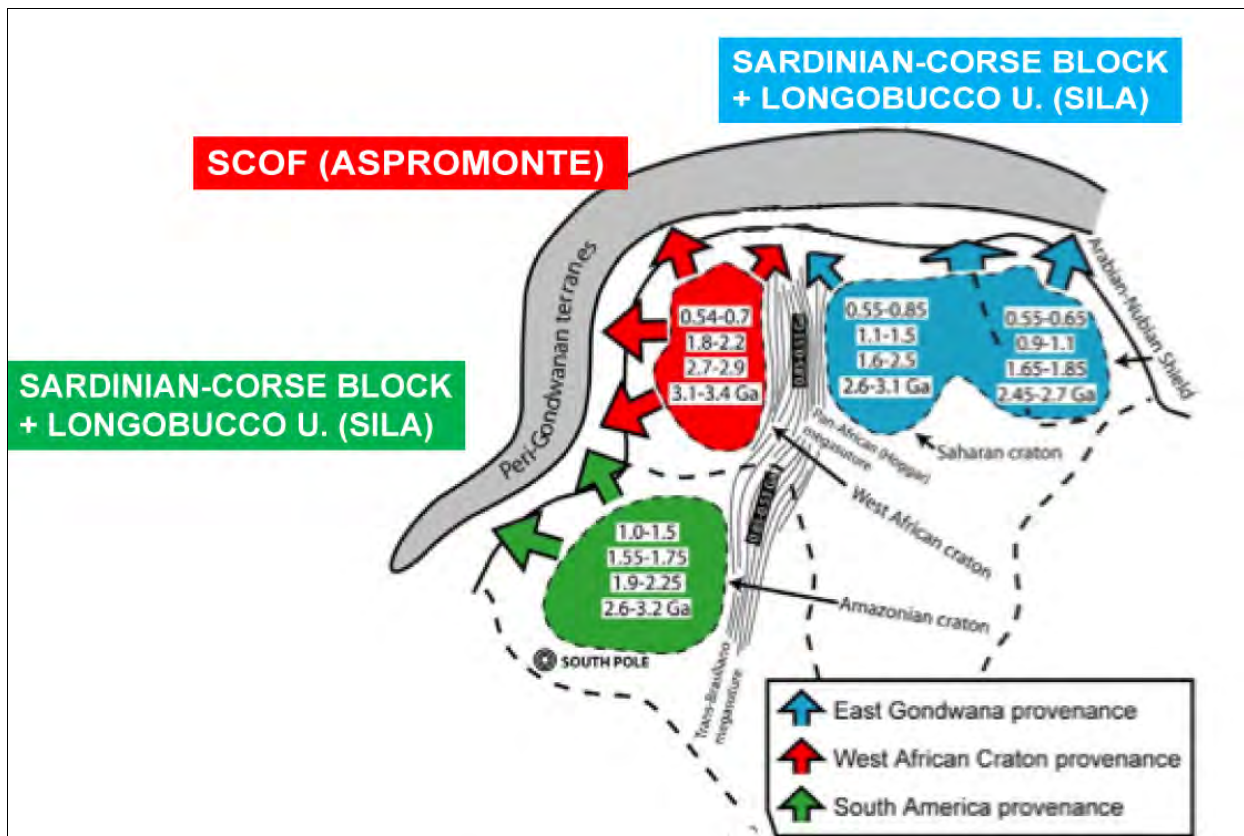 SARDINIAN-CORSE BLOCK
+ LONGOBUCCO U. (SILA)
SCOF (ASPROMONTE)
Peri-Gondwanan terranes
Arabian-Nubian Shield
0.54-0.7
1.8-2.2
2.7-2.9
3.1-3.4 Ga
0.55-0.85
1.1-1.5
1.6-2.5
2.6-3.1 Ga
0.55-0.65
0.9-1.1
1.65-1.85
2.45-2.7 Ga
SARDINIAN-CORSE BLOCK
+ LONGOBUCCO U. (SILA)
Pan-African (Hoggar)
megasuture
Saharan craton
West African craton
1.0-1.5
1.55-1.75
1.9-2.25
2.6-3.2 Ga
Amazonian craton
SOUTH POLE
Trans-Brasiliano
megasuture
East Gondwana provenance
West African Craton provenance
South America provenance